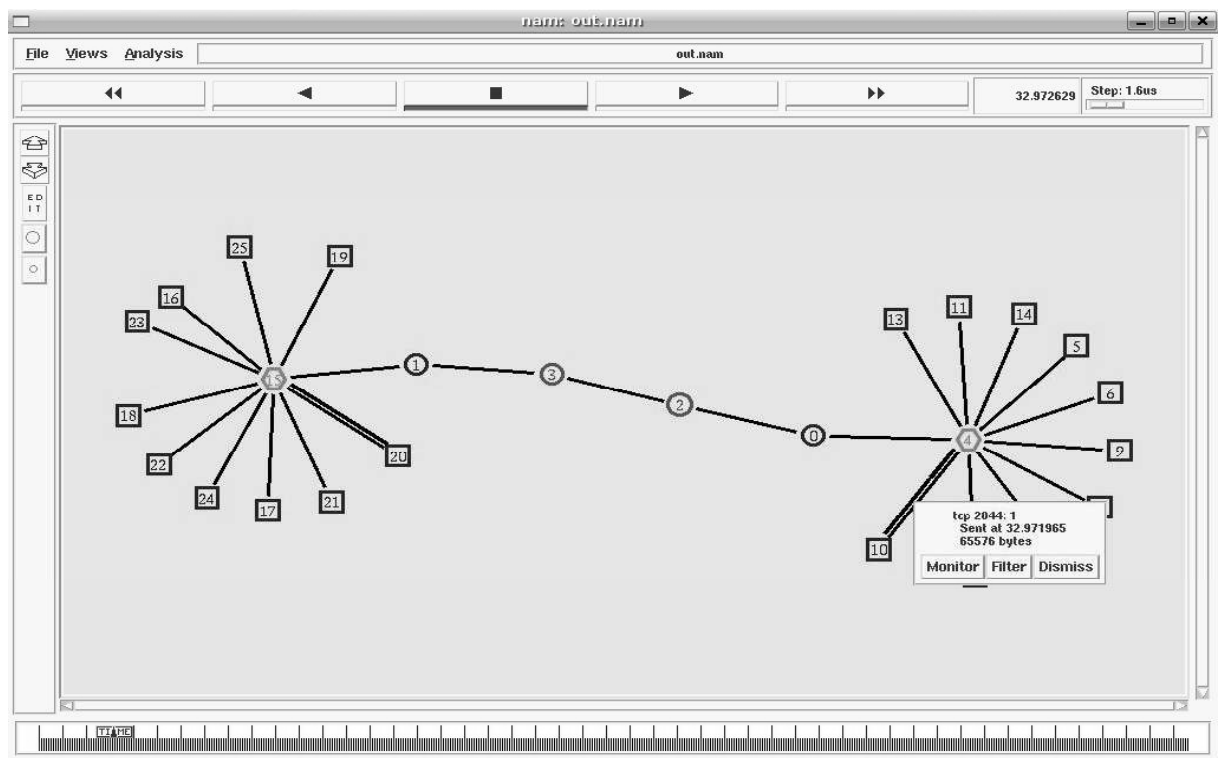 nam: out.nam
File Views Analysis out.nam
32.972629 Step: 1.6us
E D
I T
25
19
16
23
15
1
3
2
0
18
22
24
17
21
20
13
11
14
5
6
9
4
10
tcp 2044: 1
Sent at 32.971965
65576 bytes
Monitor Filter Dismiss
TIME